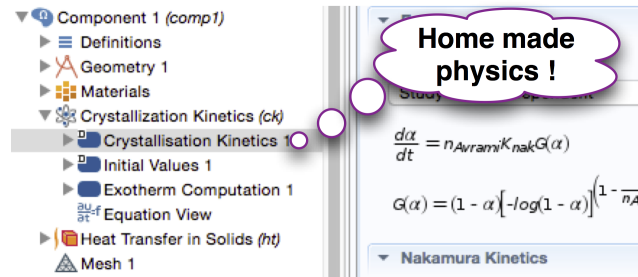 Component 1 (comp1)
Definitions
Geometry 1
Materials
Crystallization Kinetics (ck)
Crystallisation Kinetics 1
Initial Values 1
Exotherm Computation 1
Equation View
Heat Transfer in Solids (ht)
Mesh 1
Home made
physics !
dα/dt = n_Avrami K_nak G(α)
G(α) = (1 - α)[-log(1 - α)]^(1 - 
Nakamura Kinetics